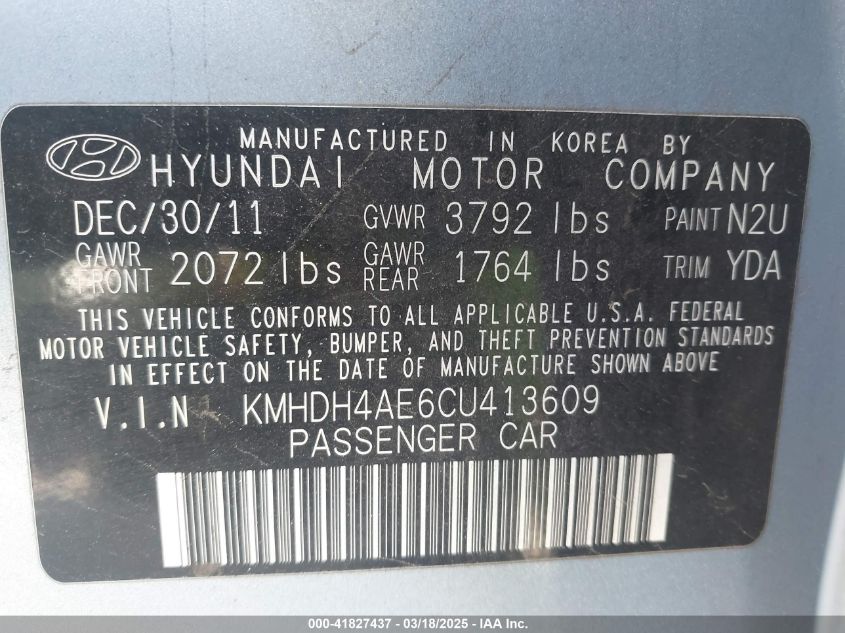 MANUFACTURED IN KOREA BY
HYUNDAI MOTOR COMPANY
DEC/30/11 GVWR 3792 lbs PAINT N2U
GAWR FRONT 2072 lbs GAWR REAR 1764 lbs TRIM YDA
THIS VEHICLE CONFORMS TO ALL APPLICABLE U.S.A. FEDERAL
MOTOR VEHICLE SAFETY, BUMPER, AND THEFT PREVENTION STANDARDS
IN EFFECT ON THE DATE OF MANUFACTURE SHOWN ABOVE
V.I.N KMHDH4AE6CU413609
PASSENGER CAR
000-41827437 - 03/18/2025 - IAA Inc.